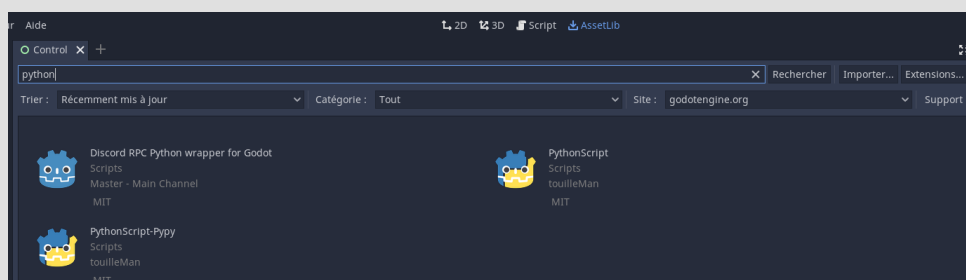 Aide 2D 3D Script AssetLib
Control
python Rechercher Importer... Extensions...
Trier : Récemment mis à jour Catégorie : Tout Site : godotengine.org Support
Discord RPC Python wrapper for Godot
Scripts
Master - Main Channel
MIT
PythonScript
Scripts
touilleMan
MIT
PythonScript-Pypy
Scripts
touilleMan
MIT